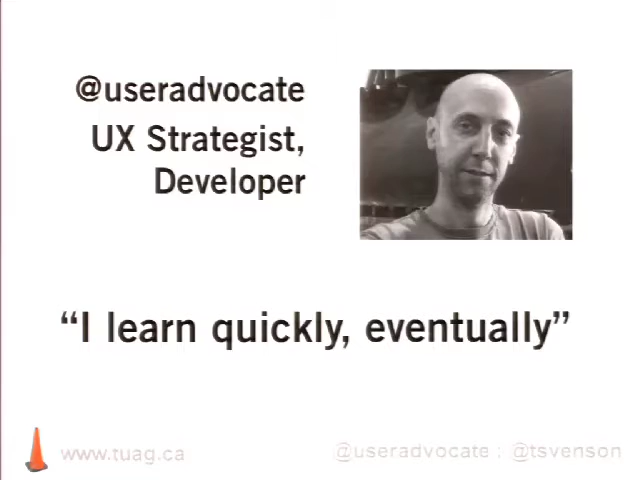 @useradvocate
UX Strategist,
Developer
“I learn quickly, eventually”
www.tuag.ca
@useradvocate : @tsvenson